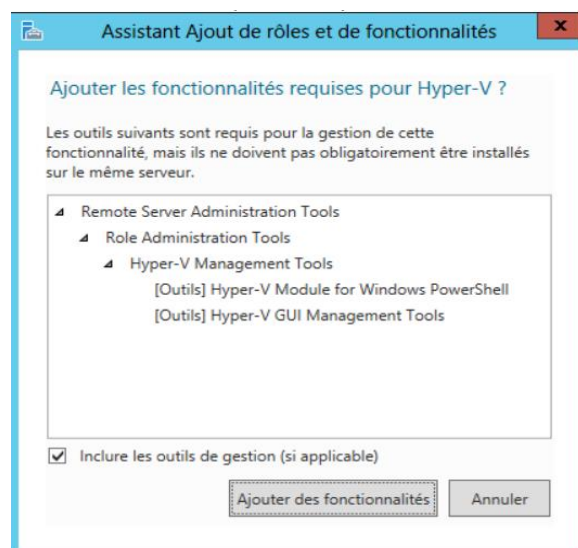 Assistant Ajout de rôles et de fonctionnalités
x
Ajouter les fonctionnalités requises pour Hyper-V ?
Les outils suivants sont requis pour la gestion de cette
fonctionnalité, mais ils ne doivent pas obligatoirement être installés
sur le même serveur.
Remote Server Administration Tools
Role Administration Tools
Hyper-V Management Tools
[Outils] Hyper-V Module for Windows PowerShell
[Outils] Hyper-V GUI Management Tools
Inclure les outils de gestion (si applicable)
Ajouter des fonctionnalités
Annuler